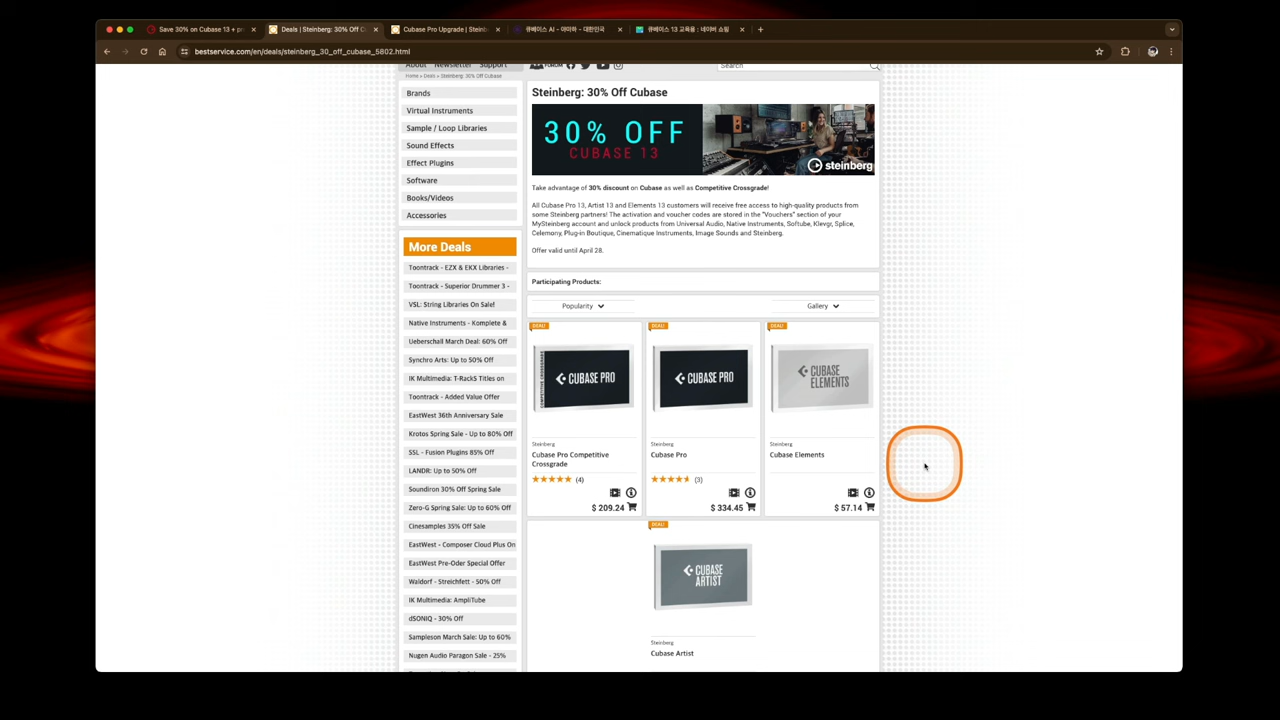 Save 30% on Cubase 13 + p
Deals | Steinberg: 30% Off C
Cubase Pro Upgrade | Steinb
큐베이스 AI - 야마하 - 대한민국
큐베이스 13 교육용 : 네이버 쇼핑
bestservice.com/en/deals/steinberg_30_off_cubase_5802.html
About
Newsletter
Support
FORUM
Search
Home » Deals » Steinberg: 30% Off Cubase
Brands
Virtual Instruments
Sample / Loop Libraries
Sound Effects
Effect Plugins
Software
Books/Videos
Accessories
More Deals
Toontrack - EZX & EKX Libraries -
Toontrack - Superior Drummer 3 -
VSL: String Libraries On Sale!
Native Instruments - Komplete &
Ueberschall March Deal: 60% Off
Synchro Arts: Up to 50% Off
IK Multimedia: T-RackS Titles on
Toontrack - Added Value Offer
EastWest 36th Anniversary Sale
Krotos Spring Sale - Up to 80% Off
SSL - Fusion Plugins 85% Off
LANDR: Up to 50% Off
Soundiron 30% Off Spring Sale
Zero-G Spring Sale: Up to 60% Off
Cinesamples 35% Off Sale
EastWest - Composer Cloud Plus On
EastWest Pre-Oder Special Offer
Waldorf - Streichfett - 50% Off
IK Multimedia: AmpliTube
dSONIQ - 30% Off
Sampleson March Sale: Up to 60%
Nugen Audio Paragon Sale - 25%
Steinberg: 30% Off Cubase
30% OFF
CUBASE 13
steinberg
Take advantage of 30% discount on Cubase as well as Competitive Crossgrade!
All Cubase Pro 13, Artist 13 and Elements 13 customers will receive free access to high-quality products from
some Steinberg partners! The activation and voucher codes are stored in the "Vouchers" section of your
MySteinberg account and unlock products from Universal Audio, Native Instruments, Softube, Klevgr, Splice,
Celemony, Plug-in Boutique, Cinematique Instruments, Image Sounds and Steinberg.
Offer valid until April 28.
Participating Products:
Popularity
Gallery
DEAL!
COMPETITIVE CROSSGRADE
CUBASE PRO
Steinberg
Cubase Pro Competitive
Crossgrade
(4)
$ 209.24
DEAL!
CUBASE PRO
Steinberg
Cubase Pro
(3)
$ 334.45
DEAL!
CUBASE
ELEMENTS
Steinberg
Cubase Elements
$ 57.14
DEAL!
CUBASE
ARTIST
Steinberg
Cubase Artist